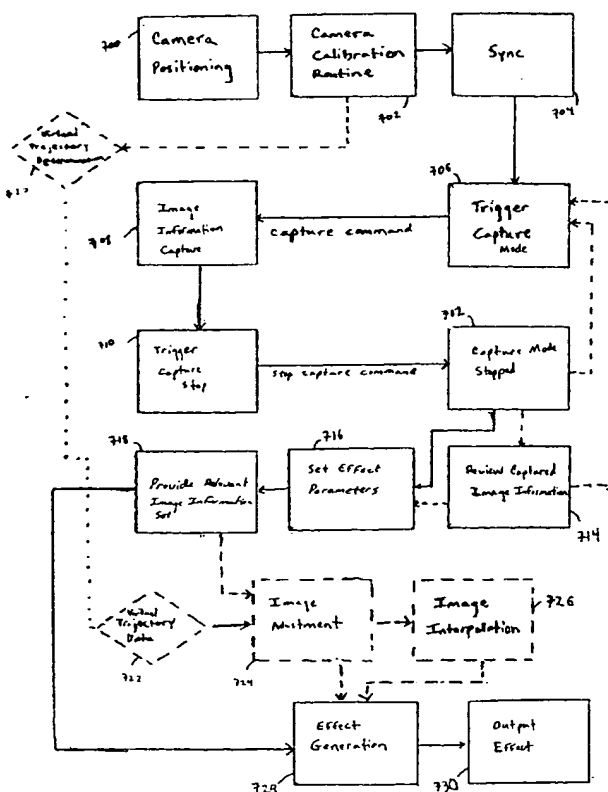 700
Camera
Positioning
Camera
Calibration
Routine
702
Sync
704
Virtual
Trajectory
706
Trigger
Capture
Mode
capture command
708
Image
Information
Capture
710
Trigger
Capture
Stop
Stop capture command
712
Capture Mode
Stopped
718
Provide Relevant
Image Information
Set
716
Set Effect
Parameters
Review Captured
Image Information
714
Virtual
Trajectory
Data
722
Image
Adustment
724
Image
Interpolation
726
Effect
Generation
728
Output
Effect
730